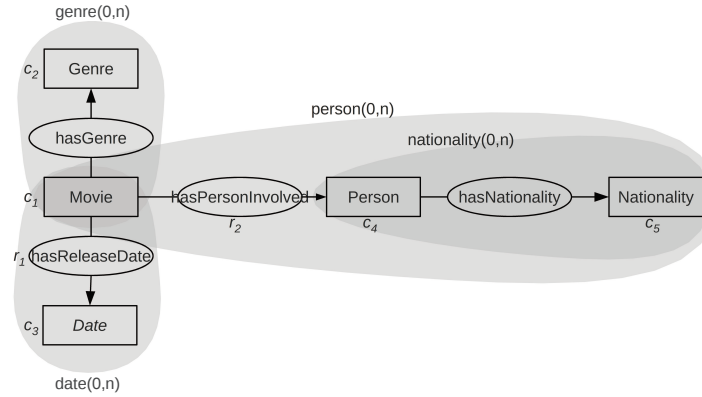 genre(0,n)
c2 Genre
person(0,n)
hasGenre
nationality(0,n)
c1 Movie hasPersonInvolved Person hasNationality Nationality
r2 c4 c5
r1 hasReleaseDate
c3 Date
date(0,n)